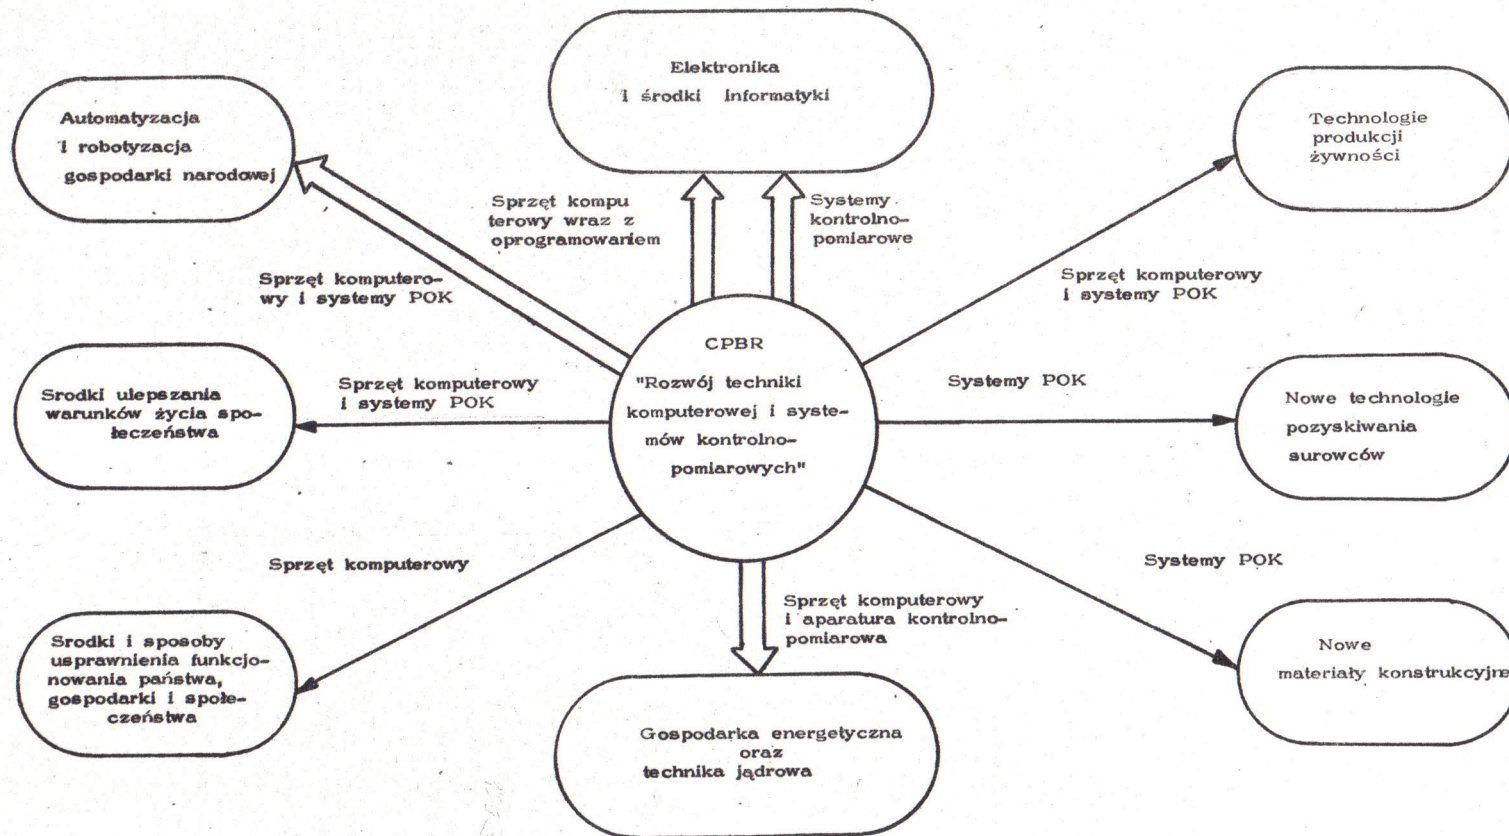 Elektronika
i środki informatyki
Automatyzacja
i robotyzacja
gospodarki narodowej
Technologie
produkcji
żywności
Sprzęt kompu
terowy wraz z
oprogramowaniem
Systemy
kontrolno-
pomiarowe
Sprzęt komputero-
wy i systemy POK
Sprzęt komputerowy
i systemy POK
CPBR
"Rozwój techniki
komputerowej i syste-
mów kontrolno-
pomiarowych"
Srodki ulepszania
warunków życia spo-
łeczeństwa
Sprzęt komputerowy
i systemy POK
Systemy POK
Nowe technologie
pozyskiwania
surowców
Sprzęt komputerowy
Systemy POK
Sprzęt komputerowy
i aparatura kontrolno-
pomiarowa
Srodki i sposoby
usprawnienia funkcjo-
nowania państwa,
gospodarki i społe-
czeństwa
Nowe
materiały konstrukcyjne
Gospodarka energetyczna
oraz
technika jądrowa